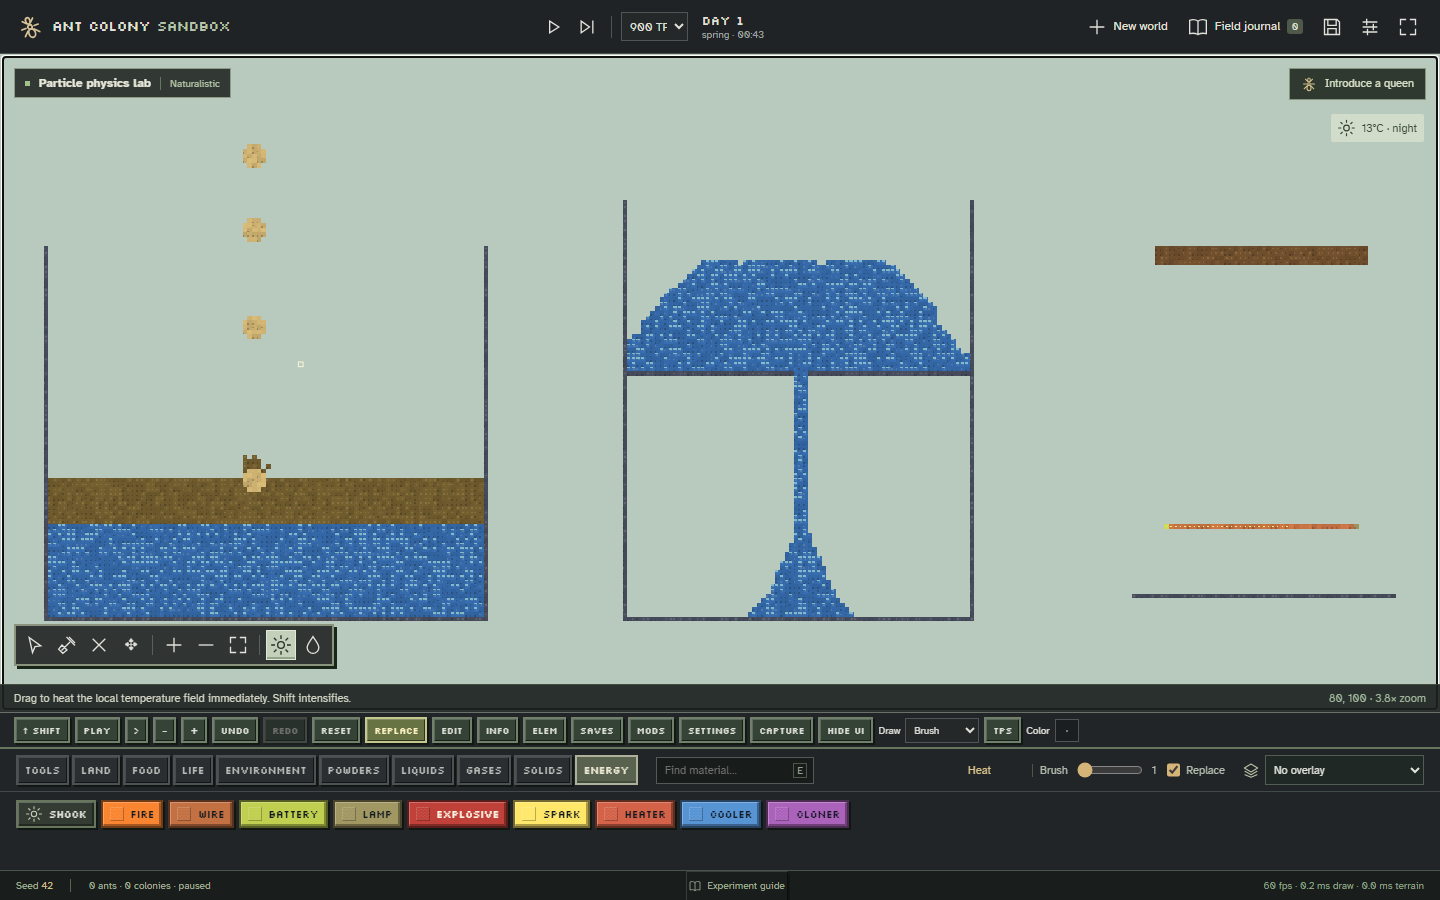 ANT COLONY SANDBOX
900 TP
DAY 1
spring · 00:43
New world
Field journal 0
Particle physics lab
Naturalistic
Introduce a queen
13°C · night
Drag to heat the local temperature field immediately. Shift intensifies.
80, 100 · 3.8× zoom
↑ SHIFT
PLAY
>
-
+
UNDO
REDO
RESET
REPLACE
EDIT
INFO
ELEM
SAVES
MODS
SETTINGS
CAPTURE
HIDE UI
Draw
Brush
TPS
Color
TOOLS
LAND
FOOD
LIFE
ENVIRONMENT
POWDERS
LIQUIDS
GASES
SOLIDS
ENERGY
Find material...
E
Heat
Brush
1
Replace
No overlay
SHOCK
FIRE
WIRE
BATTERY
LAMP
EXPLOSIVE
SPARK
HEATER
COOLER
CLONER
Seed 42
0 ants · 0 colonies · paused
Experiment guide
60 fps · 0.2 ms draw · 0.0 ms terrain